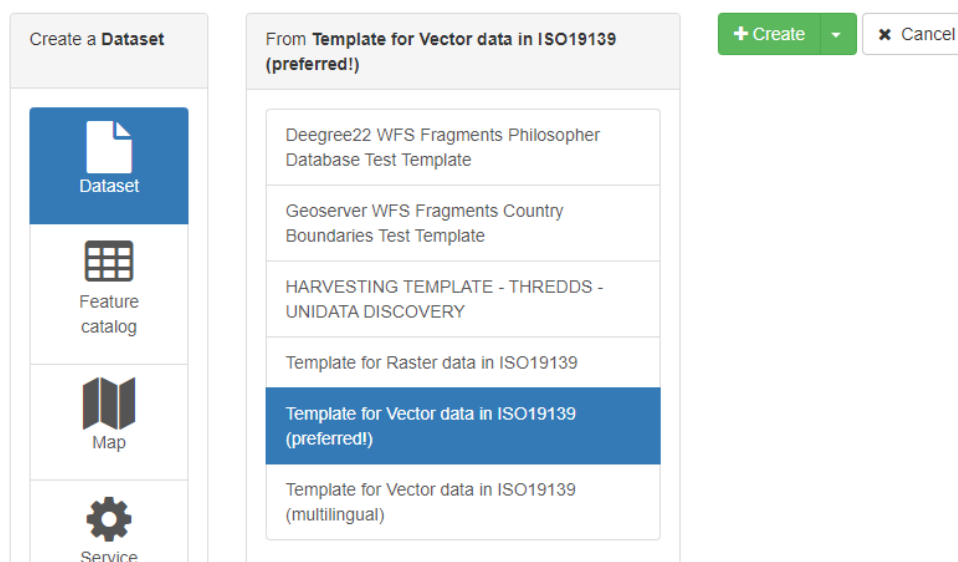 Create a Dataset
From Template for Vector data in ISO19139
(preferred!)
Create
Cancel
Dataset
Feature
catalog
Map
Service
Deegree22 WFS Fragments Philosopher
Database Test Template
Geoserver WFS Fragments Country
Boundaries Test Template
HARVESTING TEMPLATE - THREDDS -
UNIDATA DISCOVERY
Template for Raster data in ISO19139
Template for Vector data in ISO19139
(preferred!)
Template for Vector data in ISO19139
(multilingual)